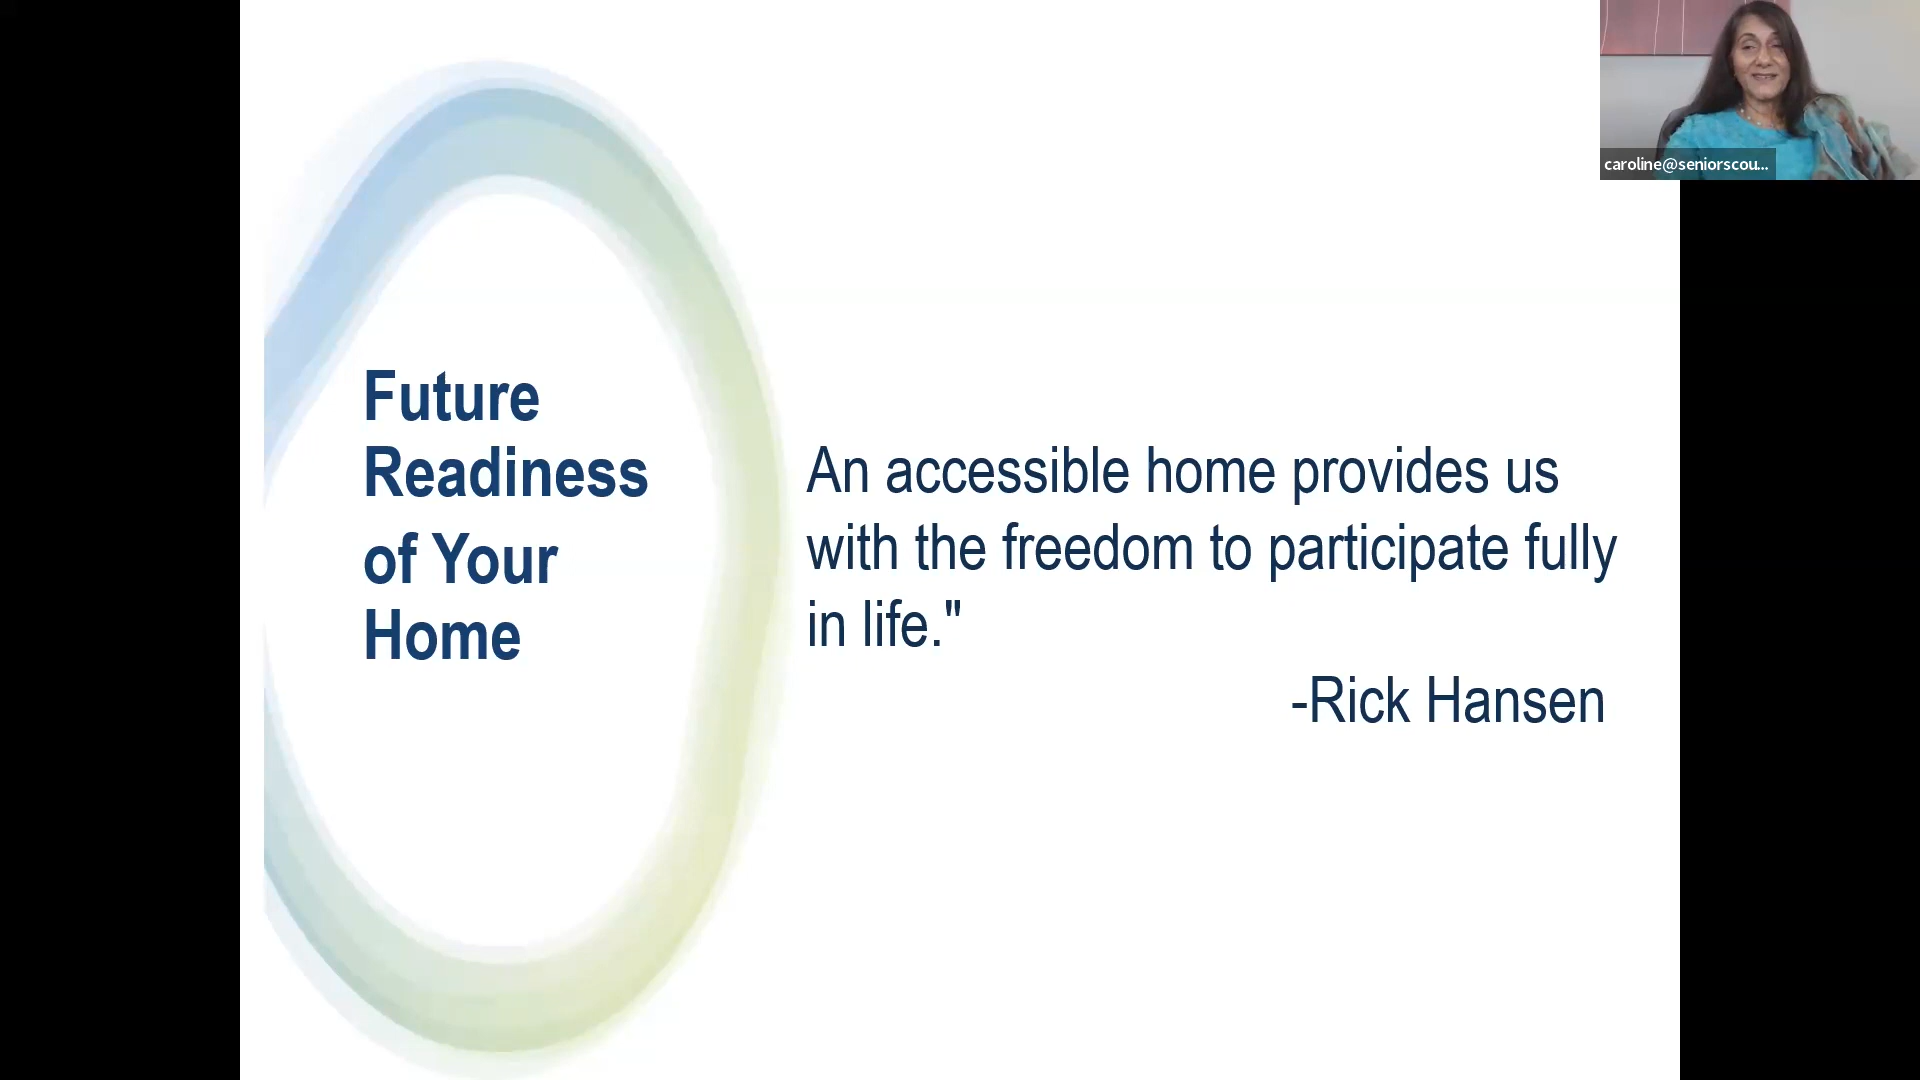 caroline@seniorscou...
Future
Readiness
of Your
Home
An accessible home provides us
with the freedom to participate fully
in life."
-Rick Hansen